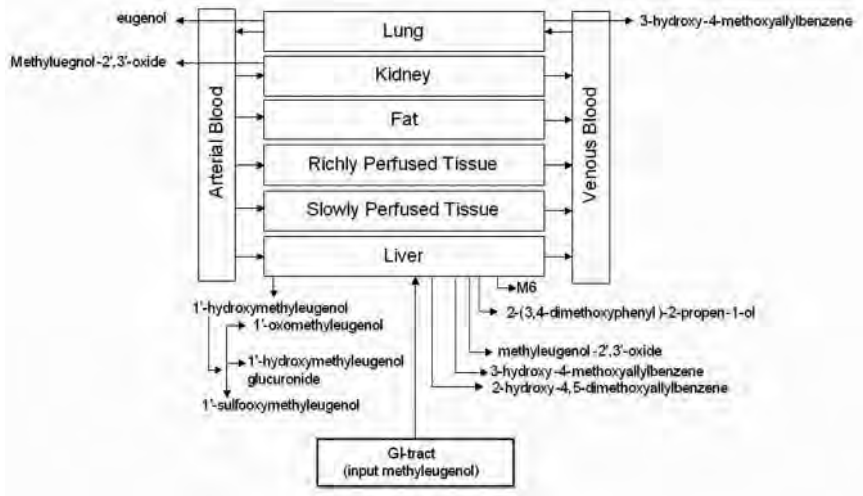 eugenol
Lung
3-hydroxy-4-methoxyallylbenzene
Methyluegnol-2',3'-oxide
Kidney
Fat
Richly Perfused Tissue
Slowly Perfused Tissue
Liver
Arterial Blood
Venous Blood
M6
1'-hydroxymethyleugenol
2-(3,4-dimethoxyphenyl)-2-propen-1-ol
1'-oxomethyleugenol
methyleugenol-2',3'-oxide
1'-hydroxymethyleugenol
glucuronide
3-hydroxy-4-methoxyallylbenzene
2-hydroxy-4,5-dimethoxyallylbenzene
1'-sulfooxymethyleugenol
GI-tract
(input methyleugenol)